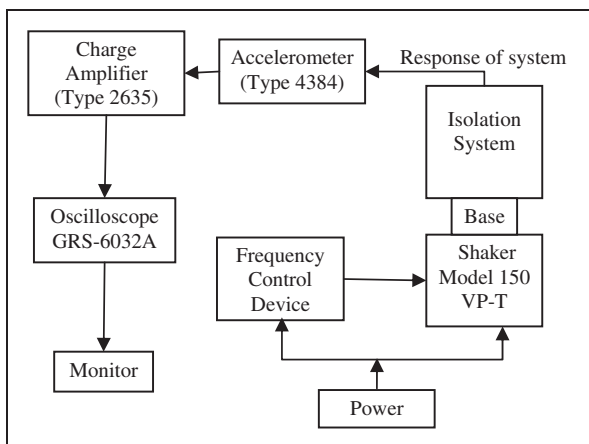 Charge
Amplifier
(Type 2635)
Accelerometer
(Type 4384)
Response of system
Isolation
System
Base
Shaker
Model 150
VP-T
Oscilloscope
GRS-6032A
Frequency
Control
Device
Monitor
Power